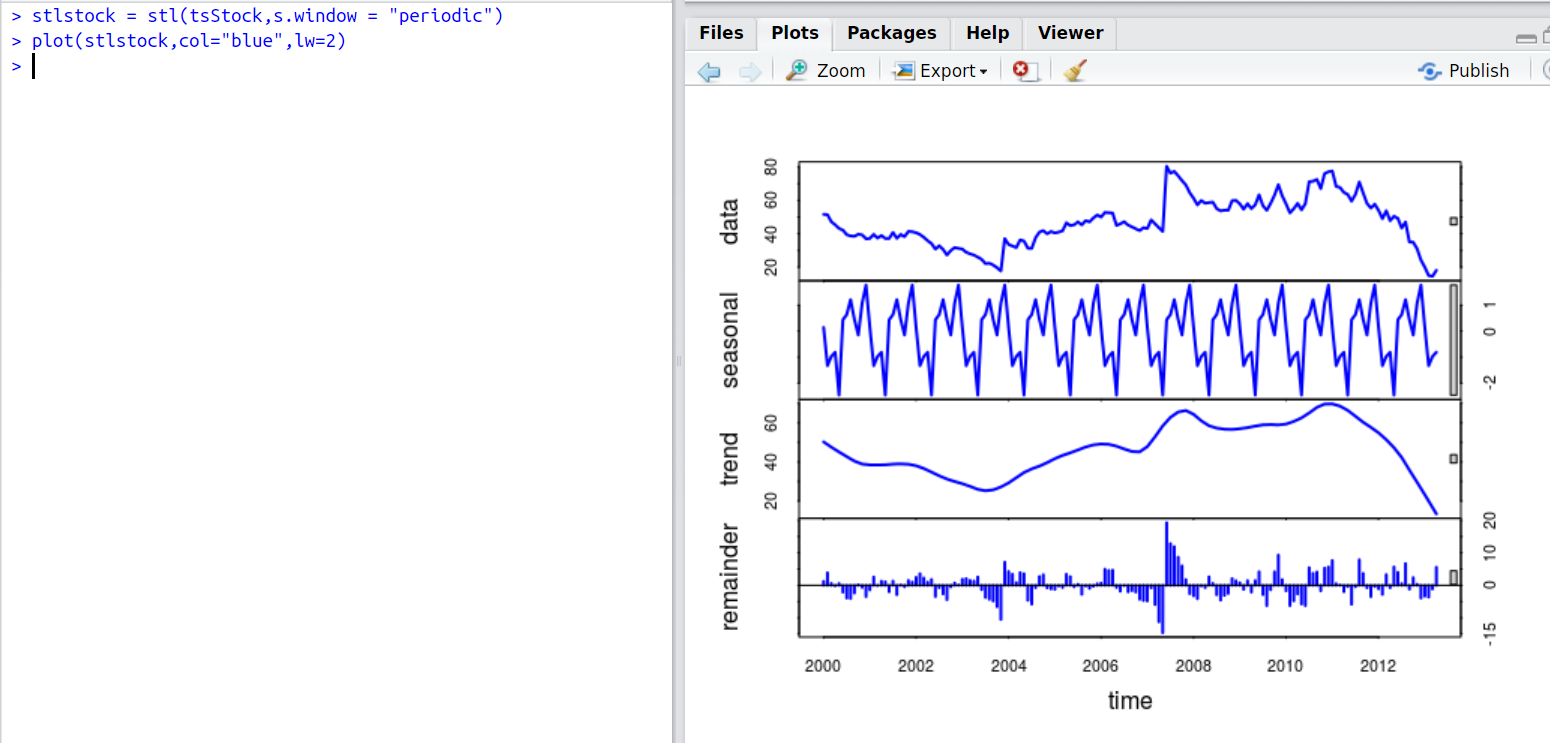 > stlstock = stl(tsStock,s.window = "periodic")
> plot(stlstock,col="blue",lw=2)
>
Files Plots Packages Help Viewer
Zoom Export Publish
data
80
60
40
20
seasonal
1
0
-2
trend
60
40
20
remainder
20
10
0
-15
2000 2002 2004 2006 2008 2010 2012
time